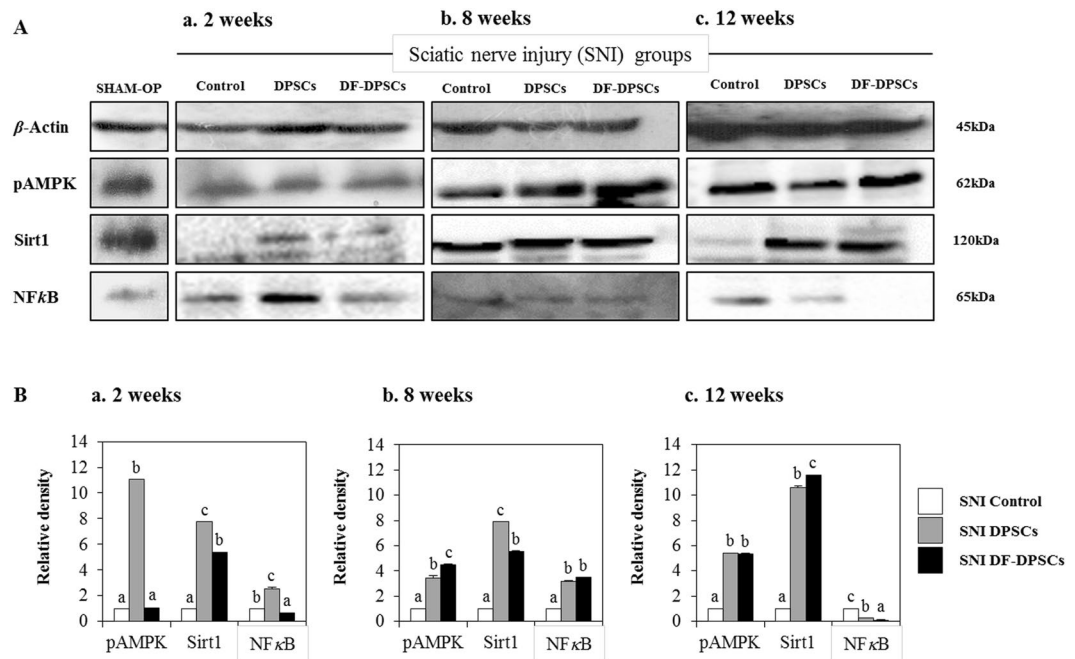 A
a. 2 weeks
b. 8 weeks
c. 12 weeks
Sciatic nerve injury (SNI) groups
SHAM-OP Control DPSCs DF-DPSCs Control DPSCs DF-DPSCs Control DPSCs DF-DPSCs
β-Actin 45kDa
pAMPK 62kDa
Sirt1 120kDa
NFκB 65kDa
B
a. 2 weeks
b. 8 weeks
c. 12 weeks
Relative density
14
12
10
8
6
4
2
0
a b a a c b b c a
pAMPK Sirt1 NFκB
Relative density
14
12
10
8
6
4
2
0
a b c a c b a b b
pAMPK Sirt1 NFκB
Relative density
14
12
10
8
6
4
2
0
a b b a b c c b a
pAMPK Sirt1 NFκB
SNI Control
SNI DPSCs
SNI DF-DPSCs